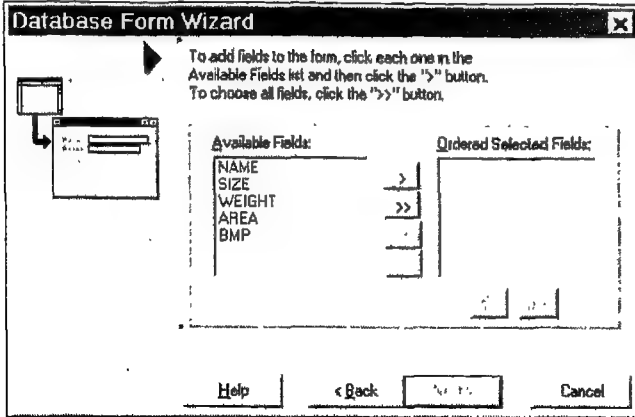 Database Form Wizard
To add fields to the form, click each one in the
Available Fields list and then click the ">" button.
To choose all fields, click the ">>" button.
Available Fields:
Ordered Selected Fields:
NAME
SIZE
WEIGHT
AREA
BMP
>
>>
Help
< Back
Cancel